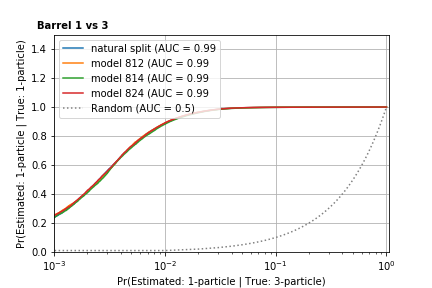 Barrel 1 vs 3
Pr(Estimated: 1-particle | True: 1-particle)
1.4
1.2
1.0
0.8
0.6
0.4
0.2
0.0
natural split (AUC = 0.99
model 812 (AUC = 0.99
model 814 (AUC = 0.99
model 824 (AUC = 0.99
Random (AUC = 0.5)
10⁻³
10⁻²
10⁻¹
10⁰
Pr(Estimated: 1-particle | True: 3-particle)